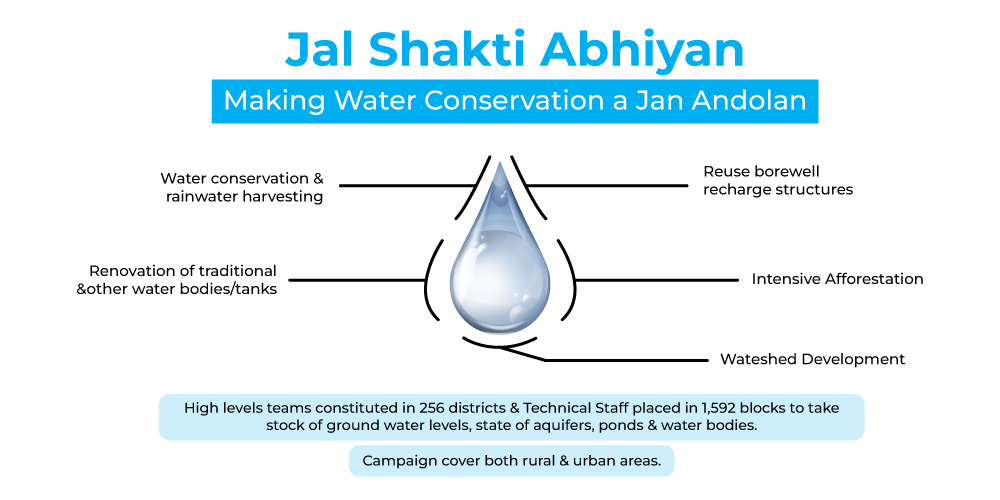 Jal Shakti Abhiyan
Making Water Conservation a Jan Andolan
Water conservation &
rainwater harvesting
Reuse borewell
recharge structures
Renovation of traditional
&other water bodies/tanks
Intensive Afforestation
Wateshed Development
High levels teams constituted in 256 districts & Technical Staff placed in 1,592 blocks to take
stock of ground water levels, state of aquifers, ponds & water bodies.
Campaign cover both rural & urban areas.